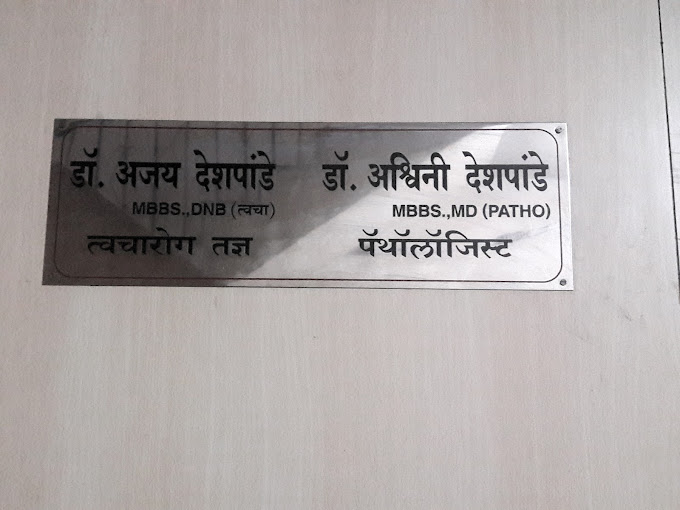 डॉ. अजय देशपांडे
MBBS.,DNB (त्वचा)
त्वचारोग तज्ञ
डॉ. अश्विनी देशपांडे
MBBS.,MD (PATHO)
पॅथॉलॉजिस्ट